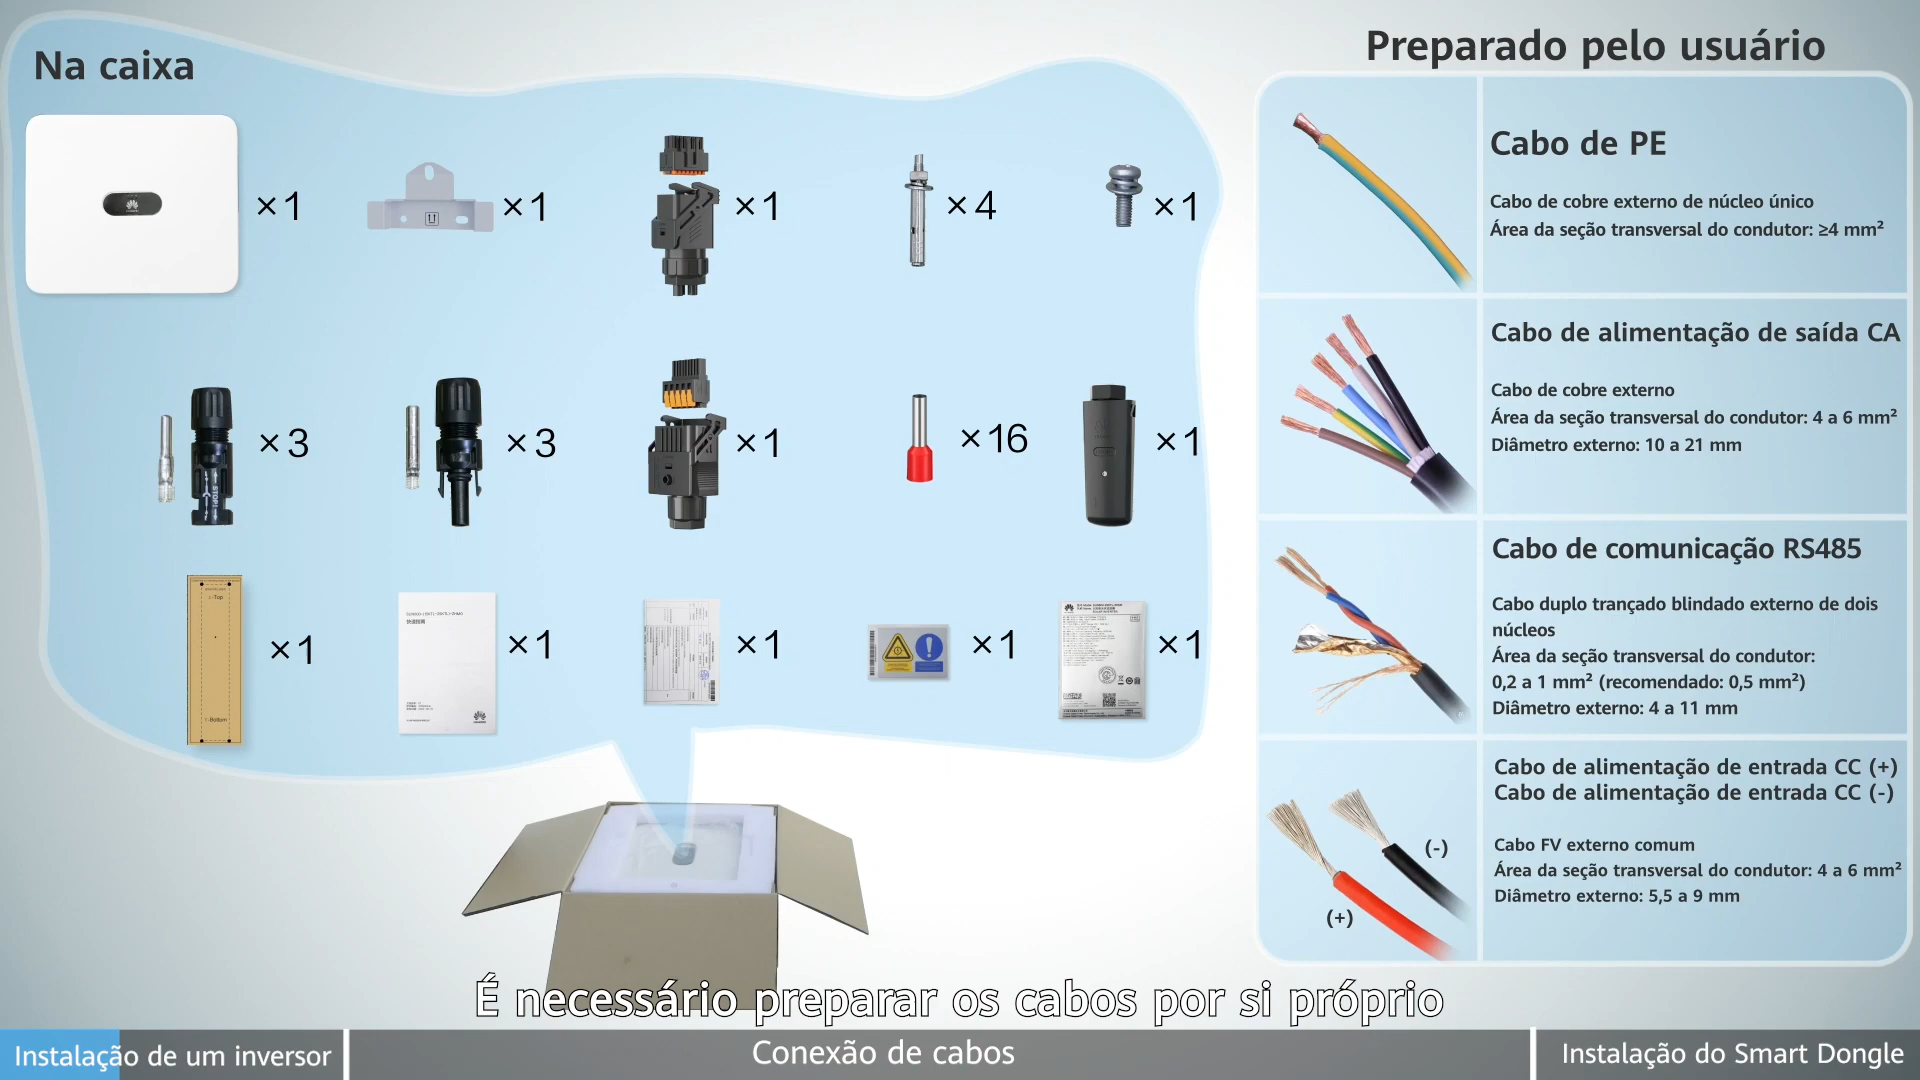 Na caixa
×1
×1
×1
×4
×1
×3
×3
STOP!
×1
×16
×1
×1
×1
×1
×1
×1
Preparado pelo usuário
Cabo de PE
Cabo de cobre externo de núcleo único
Área da seção transversal do condutor: ≥4 mm²
Cabo de alimentação de saída CA
Cabo de cobre externo
Área da seção transversal do condutor: 4 a 6 mm²
Diâmetro externo: 10 a 21 mm
Cabo de comunicação RS485
Cabo duplo trançado blindado externo de dois
núcleos
Área da seção transversal do condutor:
0,2 a 1 mm² (recomendado: 0,5 mm²)
Diâmetro externo: 4 a 11 mm
Cabo de alimentação de entrada CC (+)
Cabo de alimentação de entrada CC (-)
(-)
(+)
Cabo FV externo comum
Área da seção transversal do condutor: 4 a 6 mm²
Diâmetro externo: 5,5 a 9 mm
É necessário preparar os cabos por si próprio
Instalação de um inversor
Conexão de cabos
Instalação do Smart Dongle